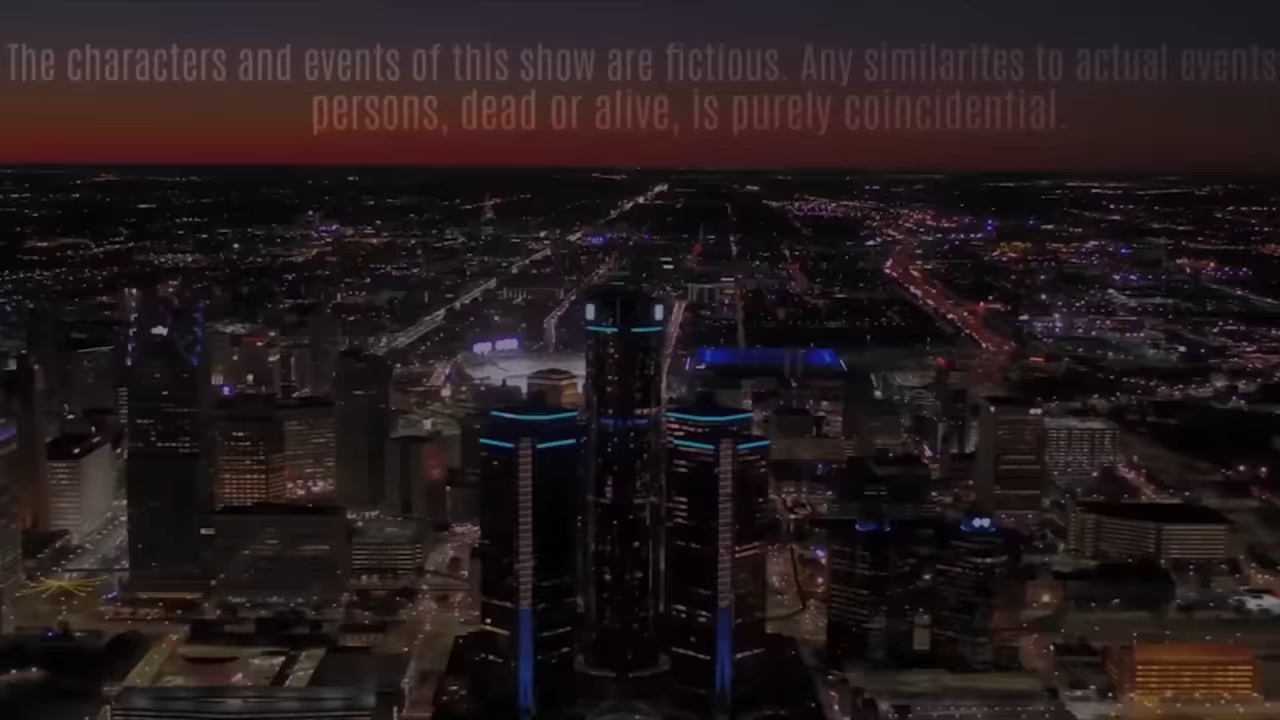 The characters and events of this show are fictious. Any similarites to actual events
persons, dead or alive, is purely coincidential.